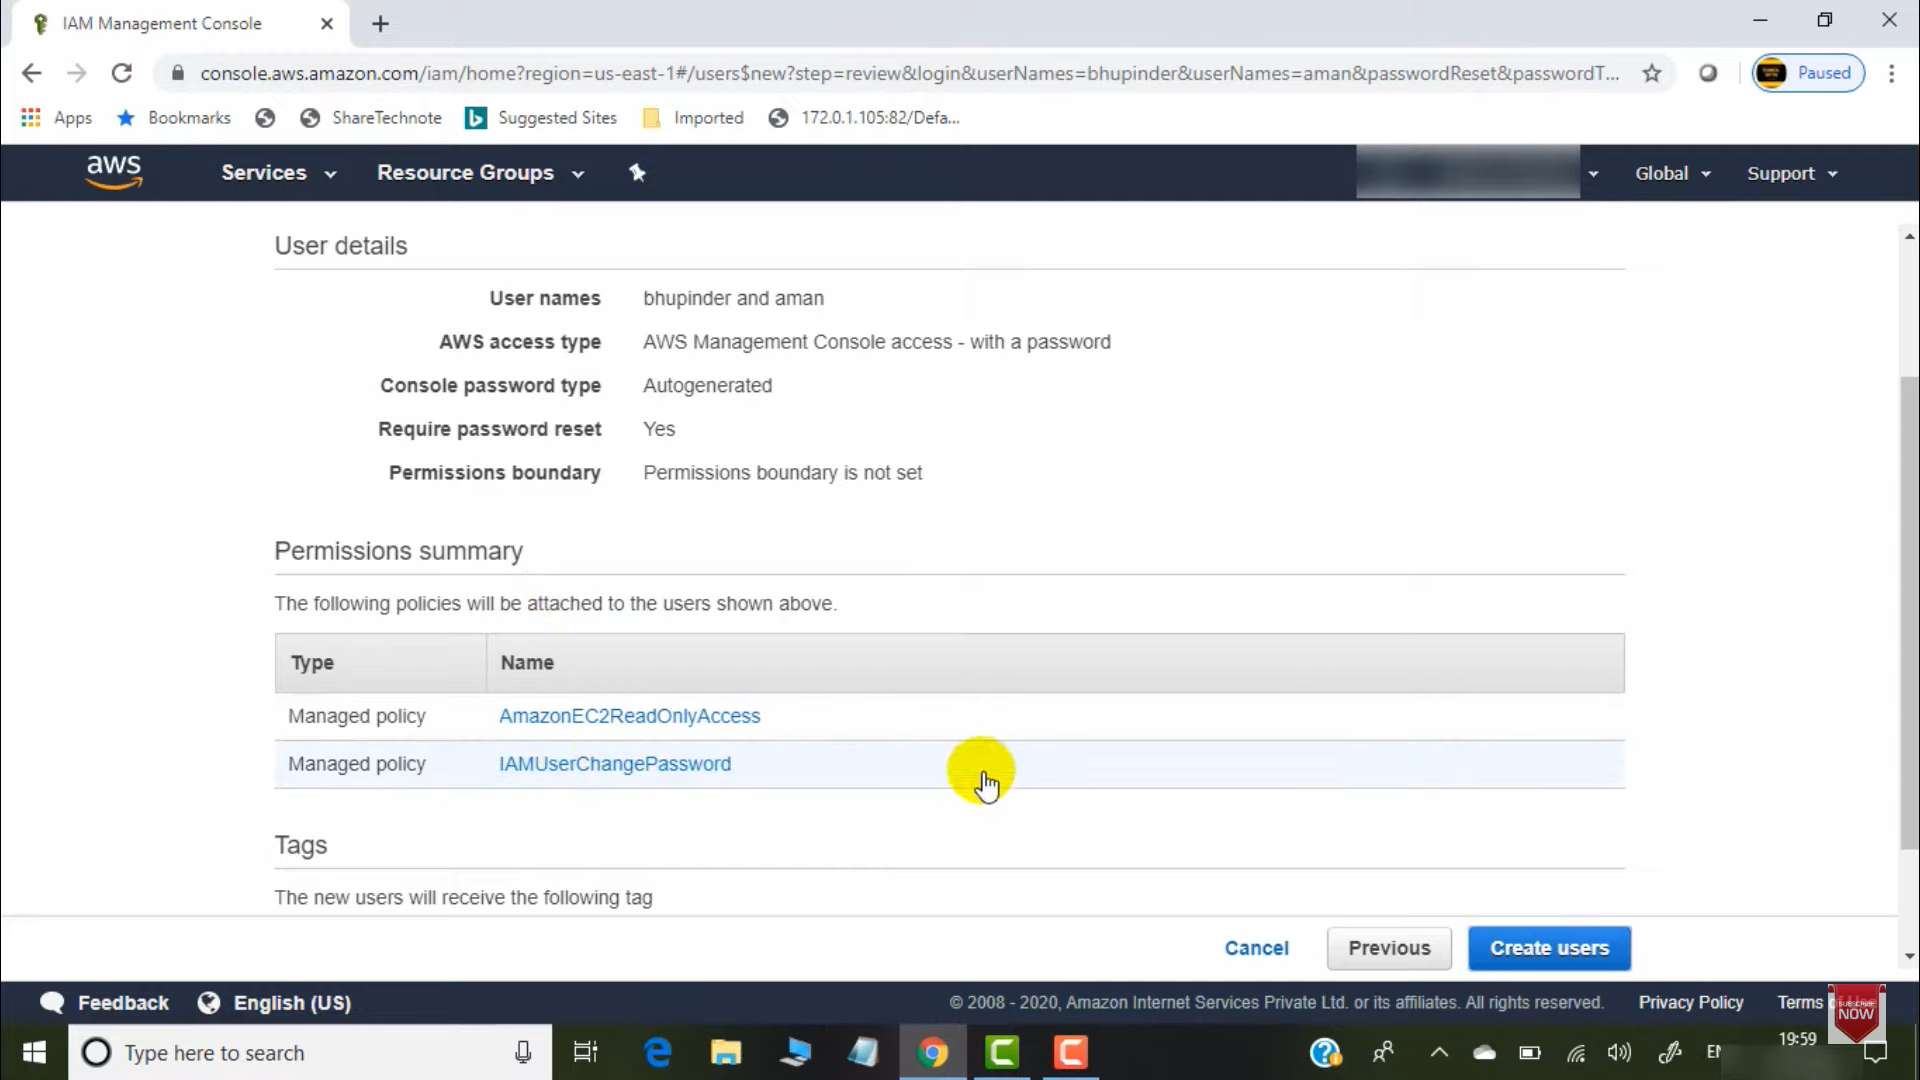 IAM Management Console
console.aws.amazon.com/iam/home?region=us-east-1#/users$new?step=review&login&userNames=bhupinder&userNames=aman&passwordReset&passwordT...
Paused
Apps
Bookmarks
ShareTechnote
Suggested Sites
Imported
172.0.1.105:82/Defa...
aws
Services
Resource Groups
Global
Support
User details
User names bhupinder and aman
AWS access type AWS Management Console access - with a password
Console password type Autogenerated
Require password reset Yes
Permissions boundary Permissions boundary is not set
Permissions summary
The following policies will be attached to the users shown above.
Type Name
Managed policy AmazonEC2ReadOnlyAccess
Managed policy IAMUserChangePassword
Tags
The new users will receive the following tag
Cancel
Previous
Create users
Feedback
English (US)
© 2008 - 2020, Amazon Internet Services Private Ltd. or its affiliates. All rights reserved.
Privacy Policy
Terms
SUBSCRIBE
NOW
Type here to search
19:59